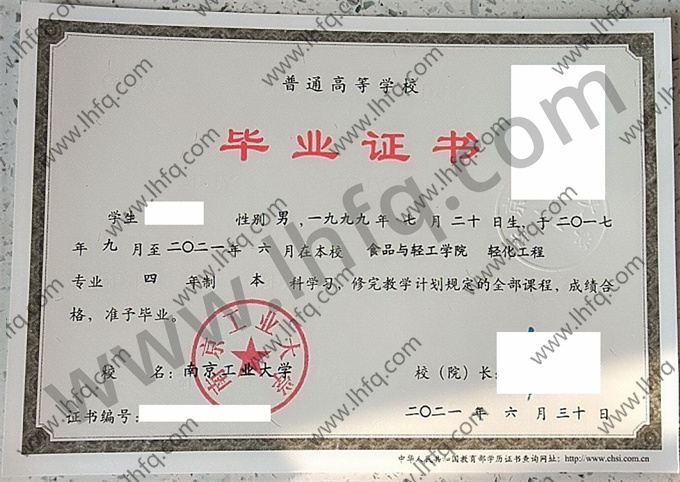 普通高等学校
毕业证书
学生 性别 男，一九九九年 七月 二十 日生，于二〇一七
年 九月至二〇二一年 六月在本校 食品与轻工学院 轻化工程
专业 四 年制 本 科学习，修完教学计划规定的全部课程，成绩合
格，准予毕业。
南京工业大学
校 名：南京工业大学 校（院）长：
证书编号： 二〇二一年 六月三十日
中华人民共 国教育部学历证书查询网址：http://www.chsi.com.cn
www.lhfq.com